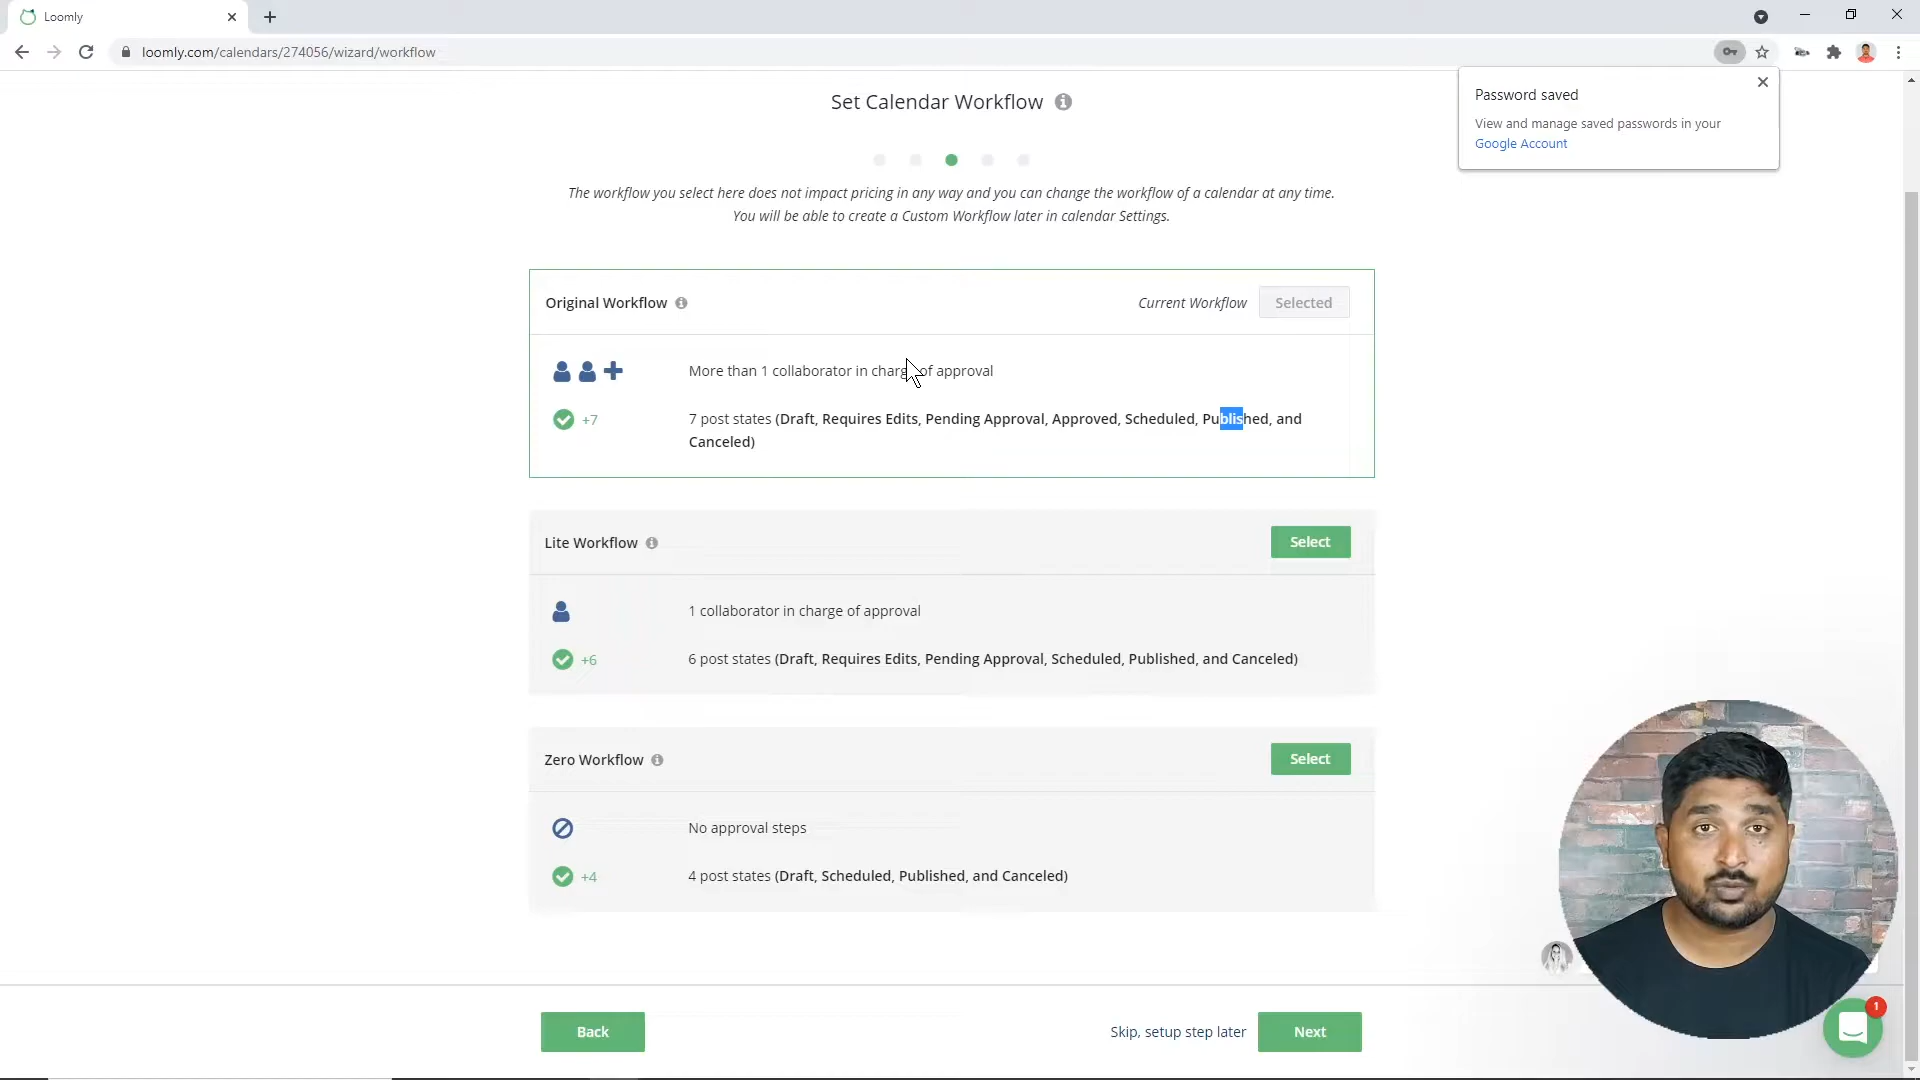 Loomly
loomly.com/calendars/274056/wizard/workflow
Password saved
View and manage saved passwords in your
Google Account
Set Calendar Workflow
The workflow you select here does not impact pricing in any way and you can change the workflow of a calendar at any time.
You will be able to create a Custom Workflow later in calendar Settings.
Original Workflow
Current Workflow Selected
More than 1 collaborator in charge of approval
+7 7 post states (Draft, Requires Edits, Pending Approval, Approved, Scheduled, Published, and
Canceled)
Lite Workflow
Select
1 collaborator in charge of approval
+6 6 post states (Draft, Requires Edits, Pending Approval, Scheduled, Published, and Canceled)
Zero Workflow
Select
No approval steps
+4 4 post states (Draft, Scheduled, Published, and Canceled)
Back
Skip, setup step later
Next
1